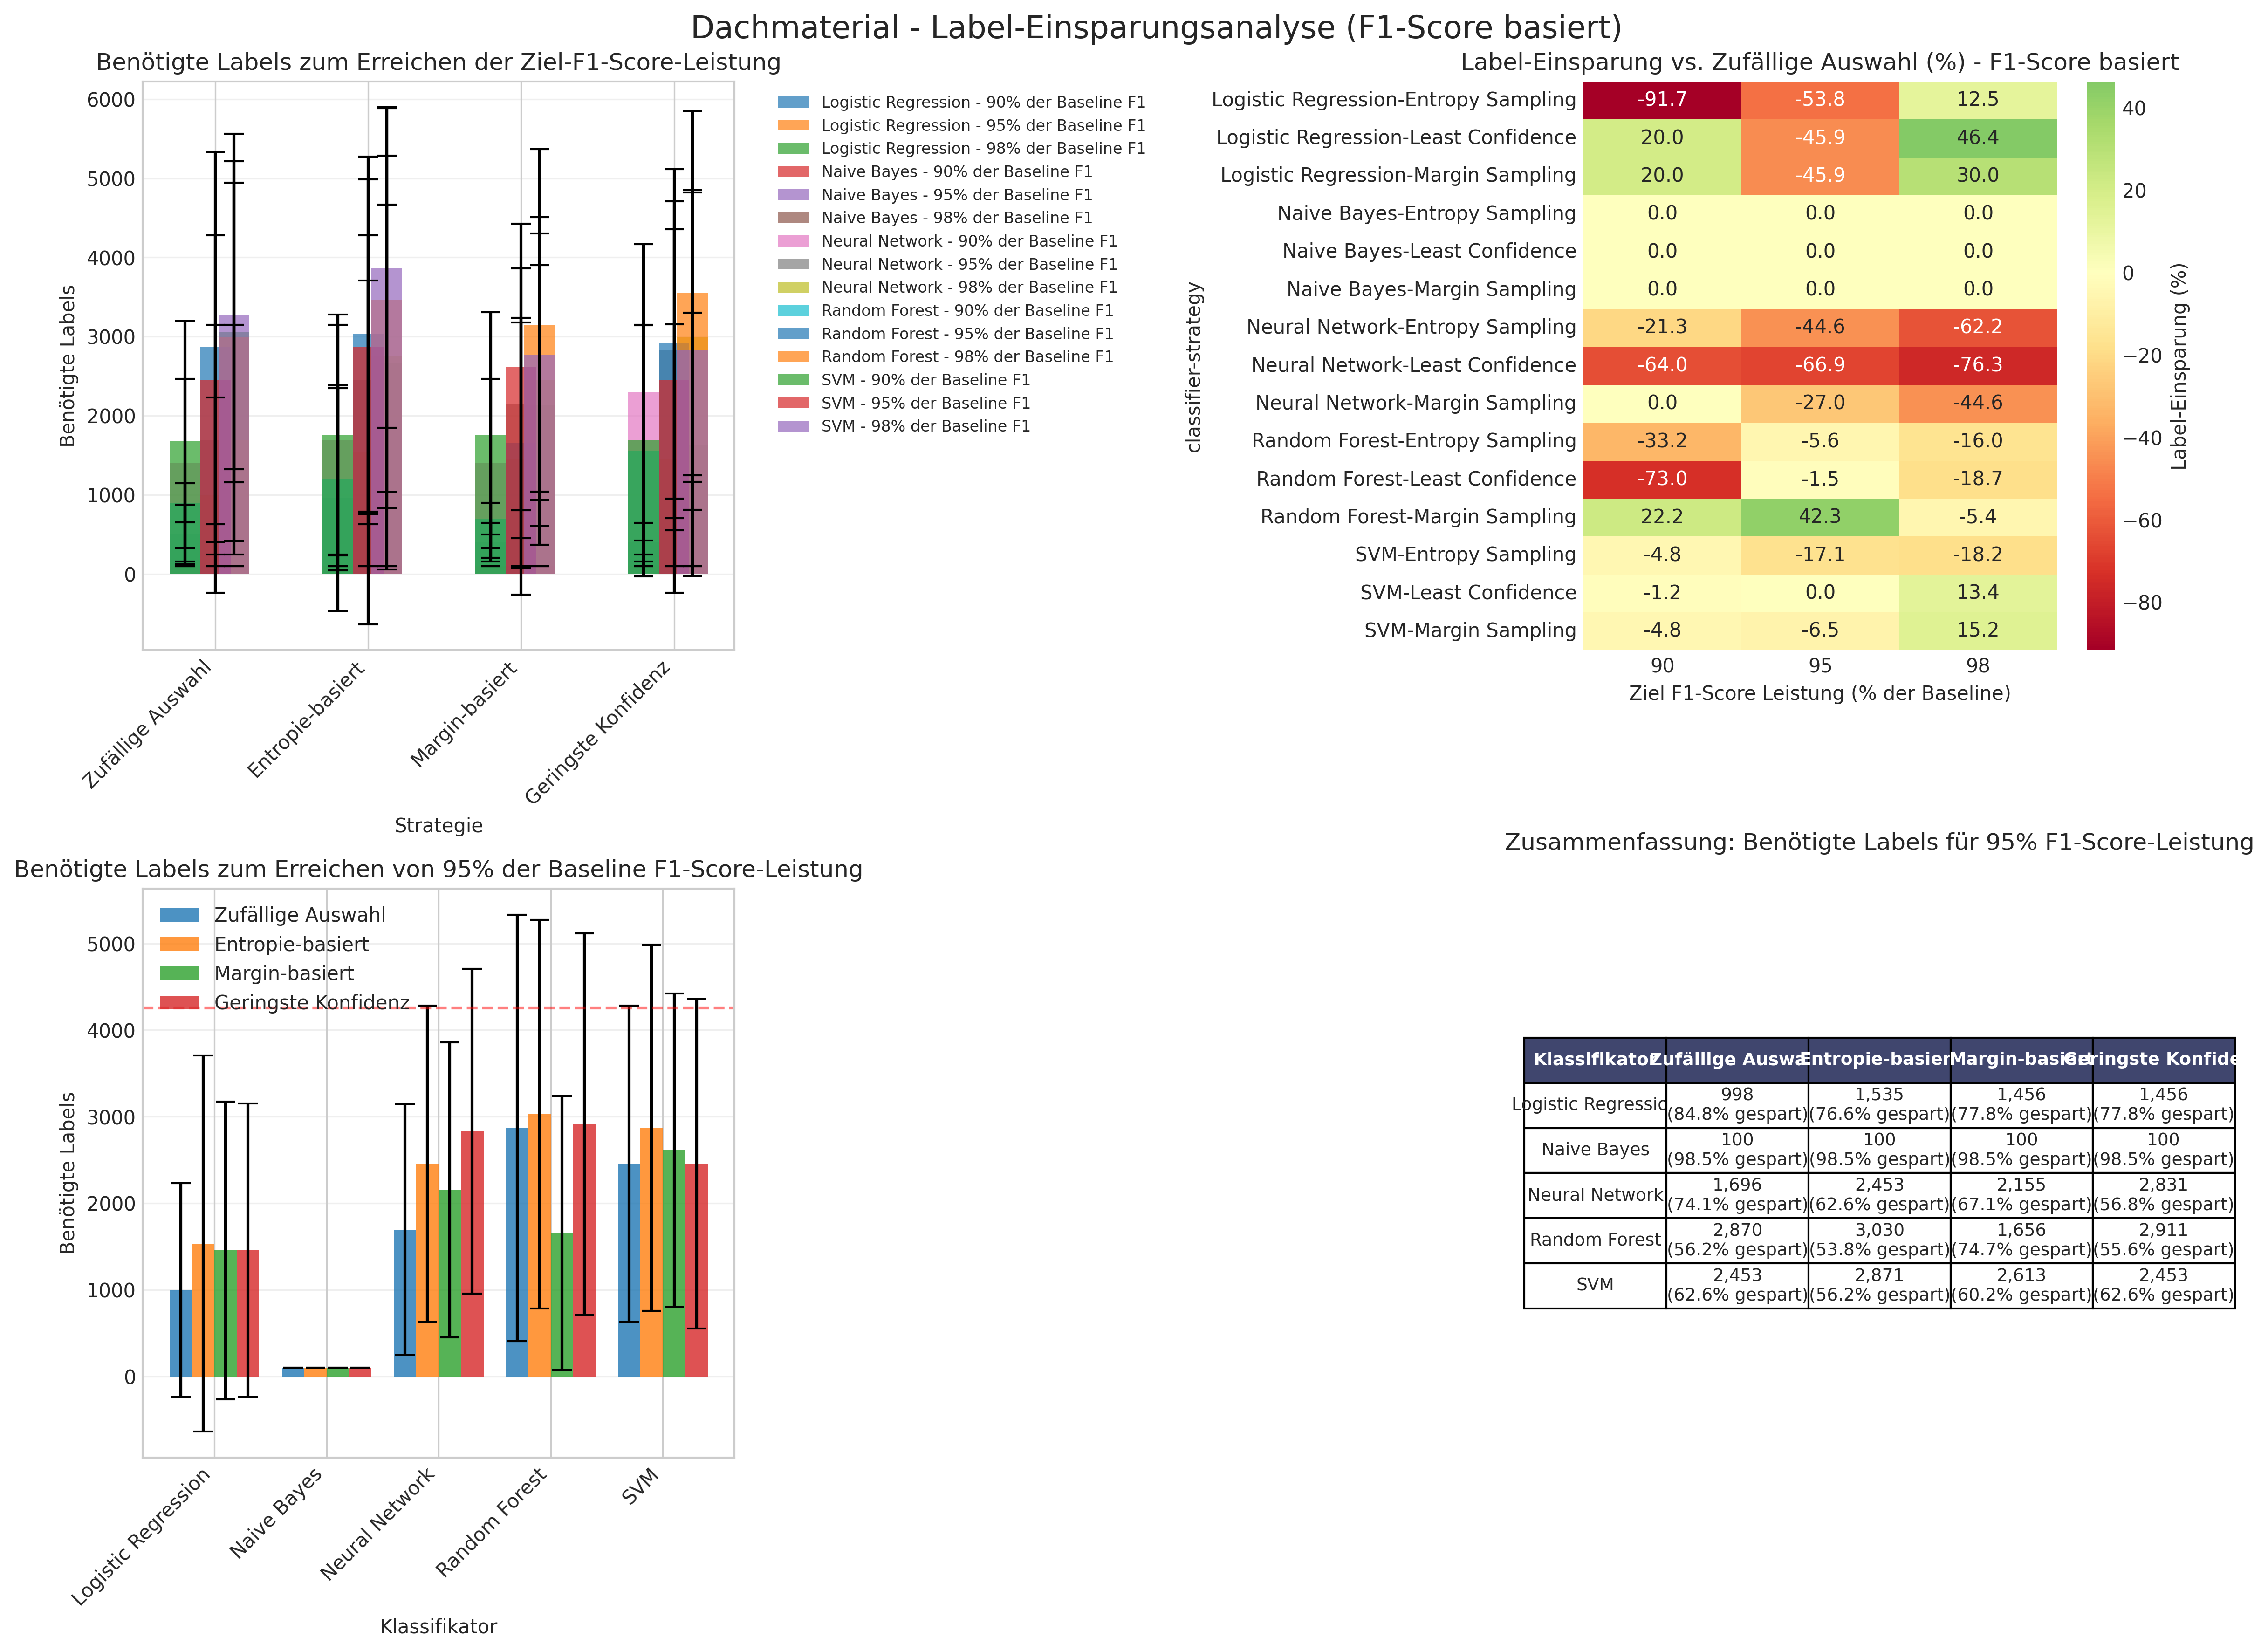 Dachmaterial - Label-Einsparungsanalyse (F1-Score basiert)
Benötigte Labels zum Erreichen der Ziel-F1-Score-Leistung
6000
5000
4000
3000
2000
1000
0
Benötigte Labels
Zufällige Auswahl
Entropie-basiert
Margin-basiert
Geringste Konfidenz
Strategie
Logistic Regression - 90% der Baseline F1
Logistic Regression - 95% der Baseline F1
Logistic Regression - 98% der Baseline F1
Naive Bayes - 90% der Baseline F1
Naive Bayes - 95% der Baseline F1
Naive Bayes - 98% der Baseline F1
Neural Network - 90% der Baseline F1
Neural Network - 95% der Baseline F1
Neural Network - 98% der Baseline F1
Random Forest - 90% der Baseline F1
Random Forest - 95% der Baseline F1
Random Forest - 98% der Baseline F1
SVM - 90% der Baseline F1
SVM - 95% der Baseline F1
SVM - 98% der Baseline F1
Label-Einsparung vs. Zufällige Auswahl (%) - F1-Score basiert
classifier-strategy
Logistic Regression-Entropy Sampling -91.7 -53.8 12.5
Logistic Regression-Least Confidence 20.0 -45.9 46.4
Logistic Regression-Margin Sampling 20.0 -45.9 30.0
Naive Bayes-Entropy Sampling 0.0 0.0 0.0
Naive Bayes-Least Confidence 0.0 0.0 0.0
Naive Bayes-Margin Sampling 0.0 0.0 0.0
Neural Network-Entropy Sampling -21.3 -44.6 -62.2
Neural Network-Least Confidence -64.0 -66.9 -76.3
Neural Network-Margin Sampling 0.0 -27.0 -44.6
Random Forest-Entropy Sampling -33.2 -5.6 -16.0
Random Forest-Least Confidence -73.0 -1.5 -18.7
Random Forest-Margin Sampling 22.2 42.3 -5.4
SVM-Entropy Sampling -4.8 -17.1 -18.2
SVM-Least Confidence -1.2 0.0 13.4
SVM-Margin Sampling -4.8 -6.5 15.2
90 95 98
Ziel F1-Score Leistung (% der Baseline)
40
20
0
−20
−40
−60
−80
Label-Einsparung (%)
Benötigte Labels zum Erreichen von 95% der Baseline F1-Score-Leistung
Zufällige Auswahl
Entropie-basiert
Margin-basiert
Geringste Konfidenz
5000
4000
3000
2000
1000
0
Benötigte Labels
Logistic Regression
Naive Bayes
Neural Network
Random Forest
SVM
Klassifikator
Zusammenfassung: Benötigte Labels für 95% F1-Score-Leistung
Klassifikator Zufällige Auswa Entropie-basier Margin-basiert Geringste Konfide
Logistic Regressio
998 1,535 1,456 1,456
(84.8% gespart) (76.6% gespart) (77.8% gespart) (77.8% gespart)
Naive Bayes
100 100 100 100
(98.5% gespart) (98.5% gespart) (98.5% gespart) (98.5% gespart)
Neural Network
1,696 2,453 2,155 2,831
(74.1% gespart) (62.6% gespart) (67.1% gespart) (56.8% gespart)
Random Forest
2,870 3,030 1,656 2,911
(56.2% gespart) (53.8% gespart) (74.7% gespart) (55.6% gespart)
SVM
2,453 2,871 2,613 2,453
(62.6% gespart) (56.2% gespart) (60.2% gespart) (62.6% gespart)